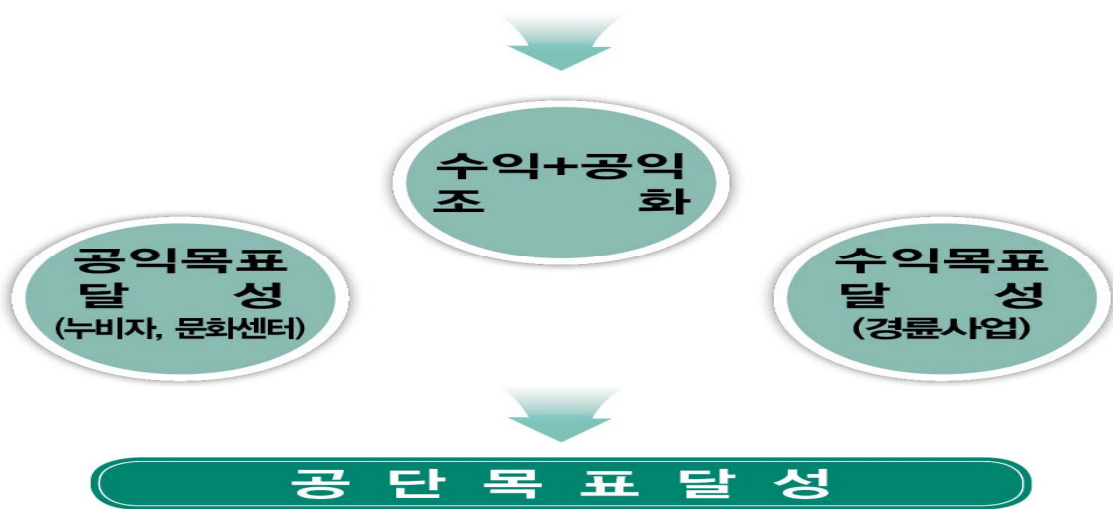 수익+공익
조 화
공익목표
달 성
(누비자, 문화센터)
수익목표
달 성
(경륜사업)
공 단 목 표 달 성